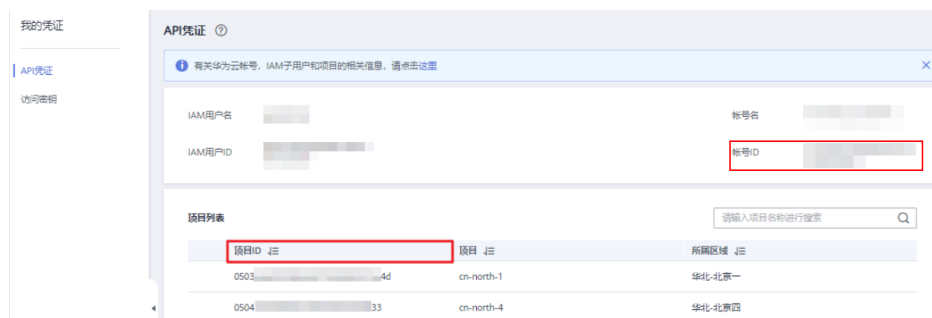 我的凭证
API凭证
访问密钥
API凭证
有关华为云帐号，IAM子用户和项目的相关信息，请点击这里
IAM用户名
帐号名
IAM用户ID
帐号ID
项目列表
请输入项目名称进行搜索
项目ID 项目 所属区域
0503 4d cn-north-1 华北-北京一
0504 33 cn-north-4 华北-北京四